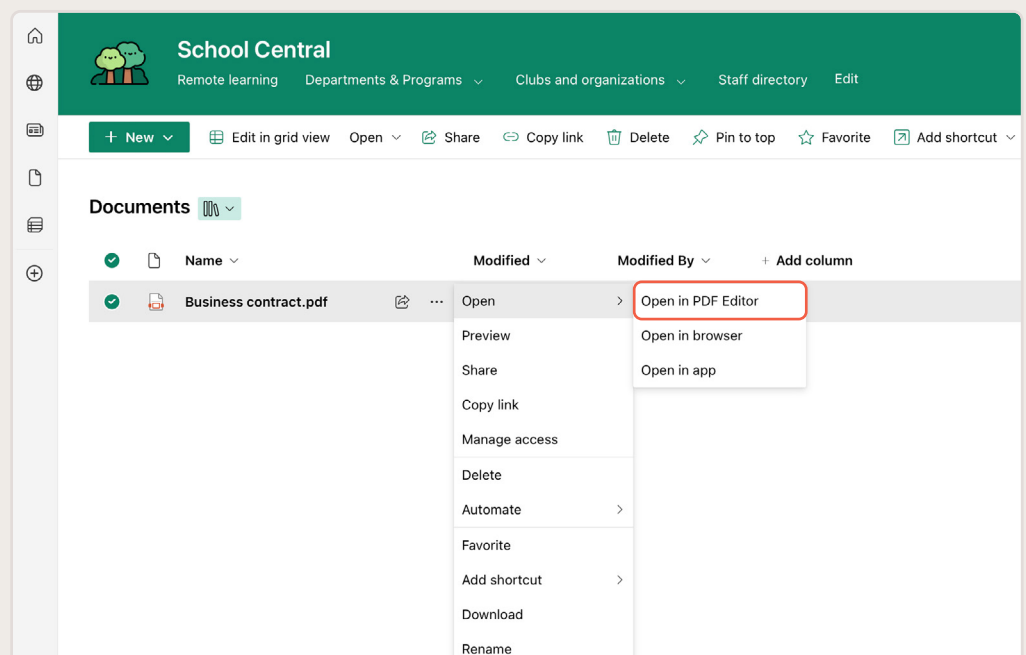 School Central
Remote learning Departments & Programs Clubs and organizations Staff directory Edit
+ New Edit in grid view Open Share Copy link Delete Pin to top Favorite Add shortcut
Documents
Name Modified Modified By + Add column
Business contract.pdf ... Open Open in PDF Editor
Preview Open in browser
Share Open in app
Copy link
Manage access
Delete
Automate
Favorite
Add shortcut
Download
Rename